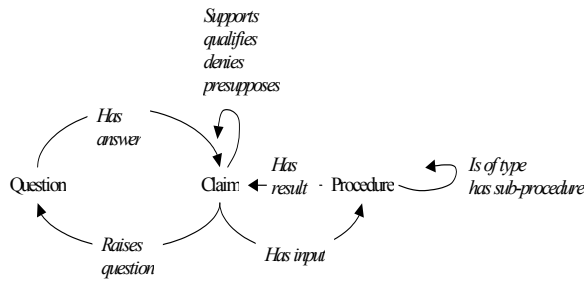 Supports
qualifies
denies
presupposes
Has
answer
Has
result
Is of type
has sub-procedure
Question
Claim
Procedure
Raises
question
Has input